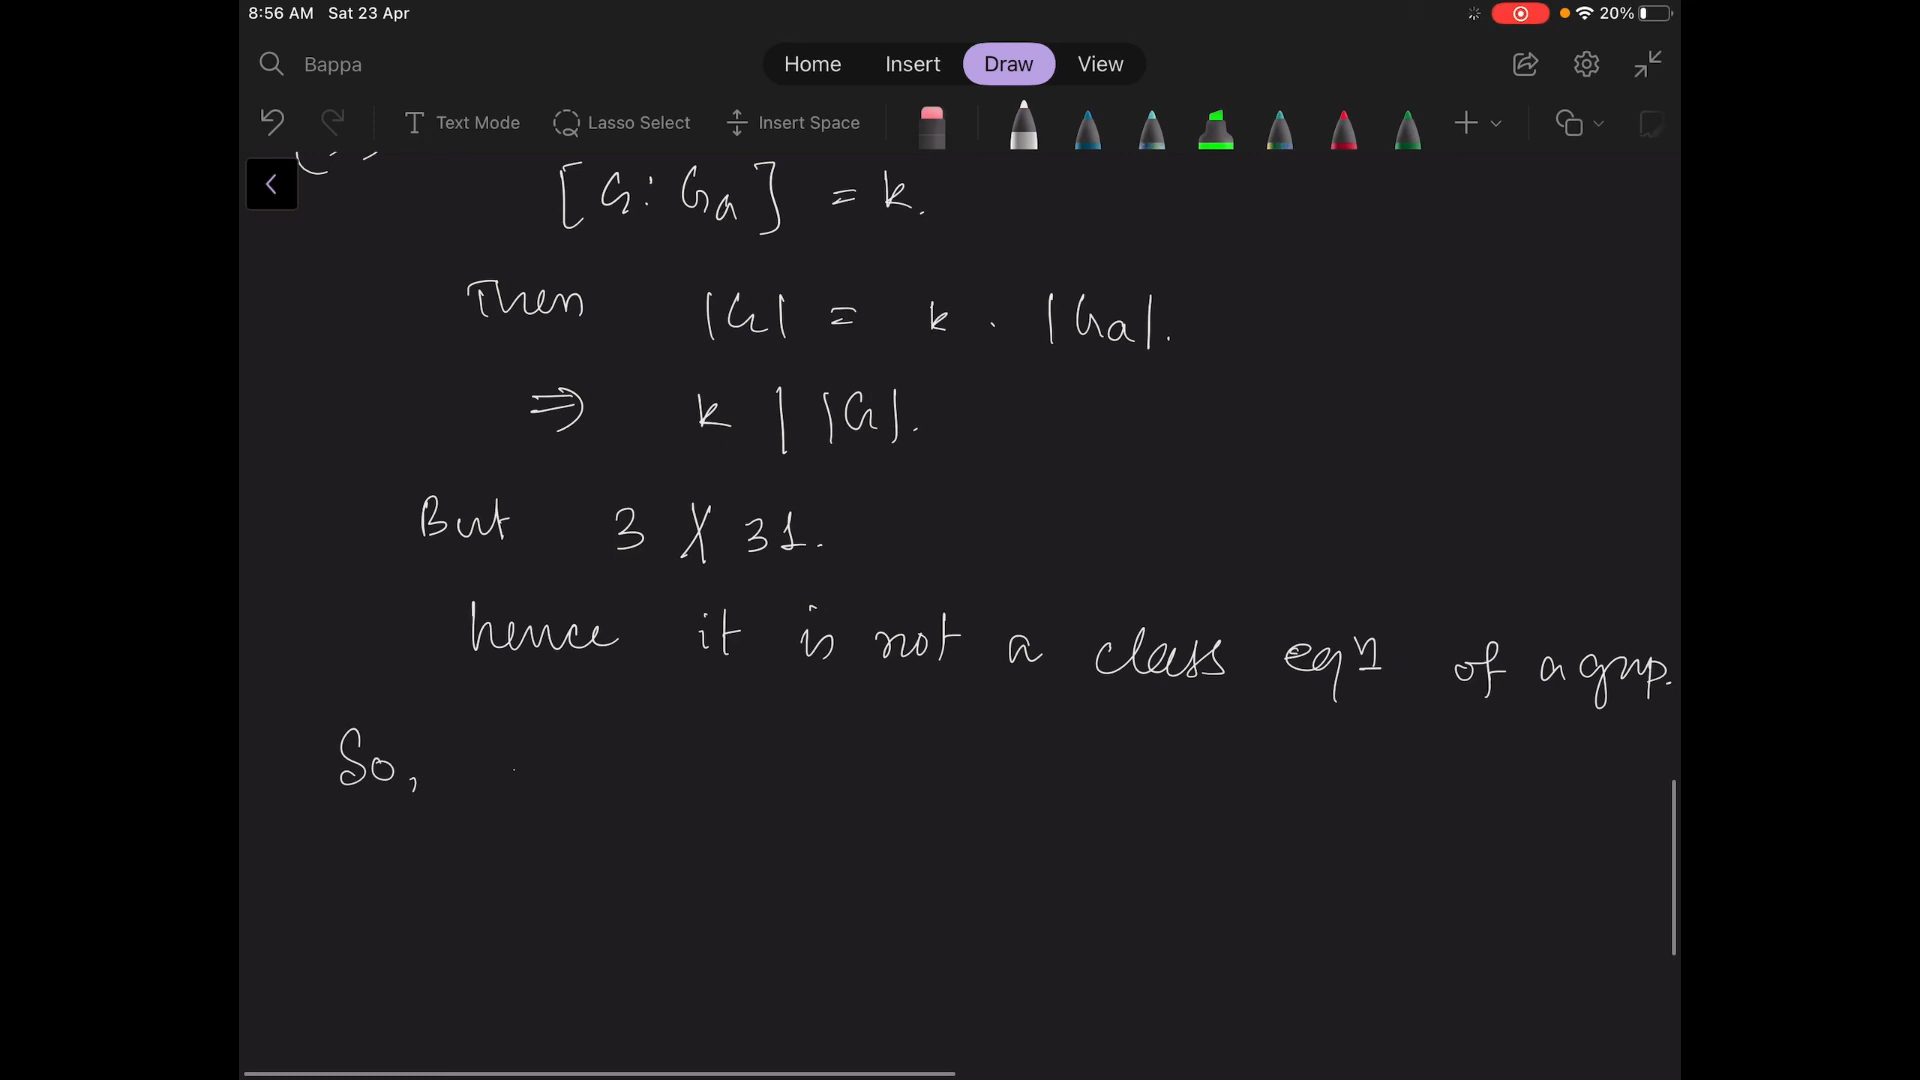 8:56 AM Sat 23 Apr
20%
Bappa
Home Insert Draw View
Text Mode Lasso Select Insert Space
[G : Ga] = k.
Then |G| = k . |Ga|.
⇒ k | |G|.
But 3 ∤ 31.
hence it is not a class eqn of a grp.
So,